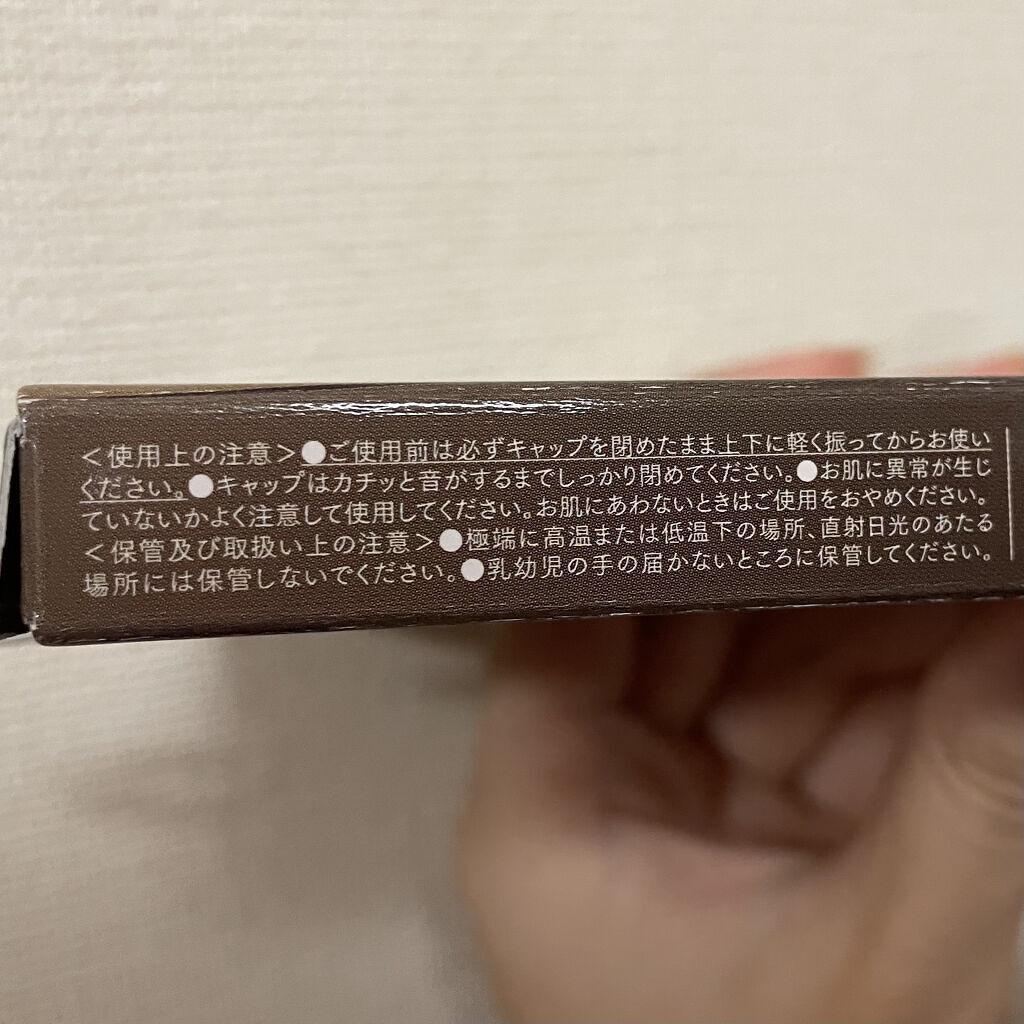 ＜使用上の注意＞●ご使用前は必ずキャップを閉めたまま上下に軽く振ってからお使い
ください。●キャップはカチッと音がするまでしっかり閉めてください。●お肌に異常が生じ
ていないかよく注意して使用してください。お肌にあわないときはご使用をおやめください。
＜保管及び取扱い上の注意＞●極端に高温または低温下の場所、直射日光のあたる
場所には保管しないでください。●乳幼児の手の届かないところに保管してください。